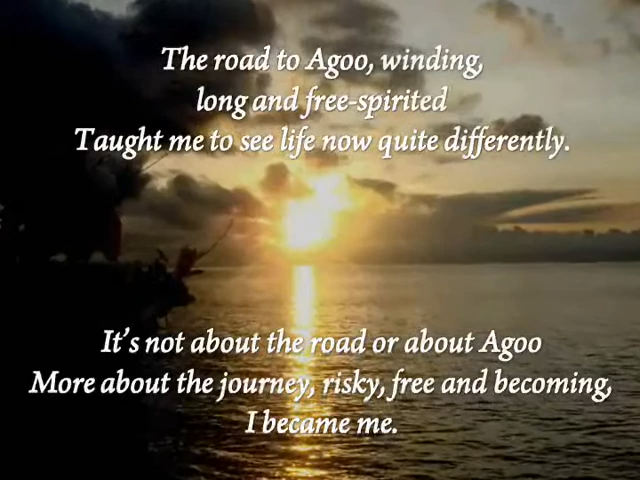 The road to Agoo, winding,
long and free-spirited
Taught me to see life now quite differently.
It's not about the road or about Agoo
More about the journey, risky, free and becoming,
I became me.